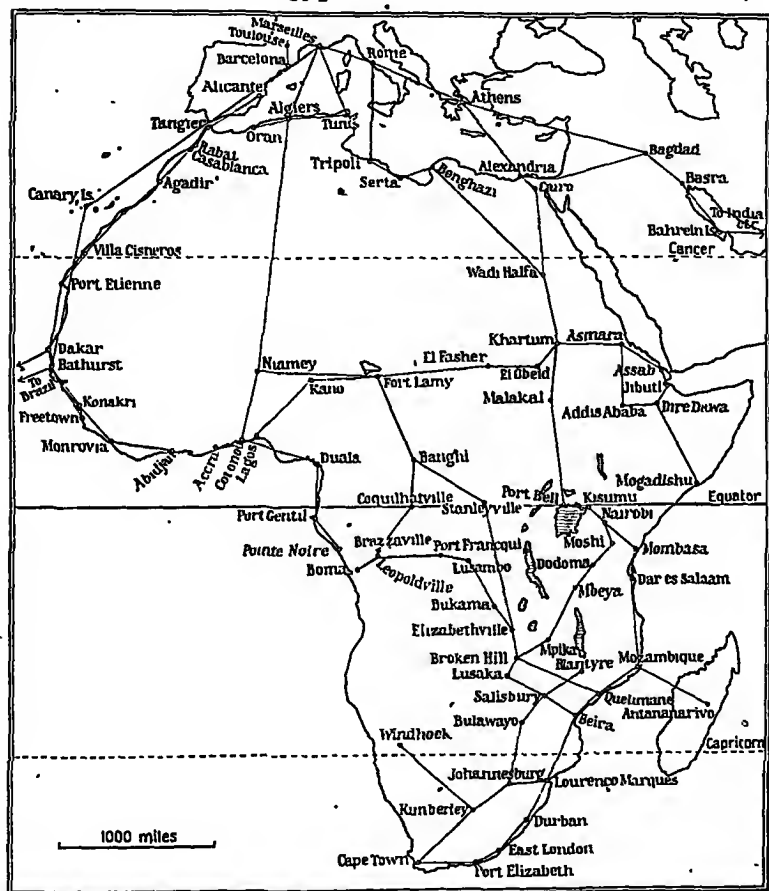 Marseilles
Toulouse
Rome
Barcelona
Alicante
Athens
Algiers
Tangier
Oran
Tunis
Rabat
Casablanca
Tripoli
Serta
Benghazi
Alexandria
Cairo
Bagdad
Basra
To India
etc.
Bahrein Is.
Cancer
Canary Is.
Agadir
Villa Cisneros
Port Etienne
Wadi Halfa
Khartum
Asmara
Dakar
Bathurst
To
Brazil
Niamey
Kano
Fort Lamy
El Fasher
El Obeid
Assab
Jibuti
Malakal
Addis Ababa
Dire Dawa
Konakri
Freetown
Monrovia
Abidjan
Accra
Cotonou
Lagos
Duala
Banghi
Mogadishu
Coquilhatville
Stanleyville
Port Bell
Kisumu
Equator
Nairobi
Port Gentil
Pointe Noire
Brazzaville
Port Francqui
Moshi
Mombasa
Boma
Leopoldville
Lusambo
Dodoma
Dar es Salaam
Bukama
Mbeya
Elizabethville
Mpika
Broken Hill
Blantyre
Mozambique
Lusaka
Salisbury
Quelimane
Antananarivo
Bulawayo
Beira
Windhoek
Capricorn
Johannesburg
Lourenco Marques
Kimberley
1000 miles
Durban
Cape Town
East London
Port Elizabeth